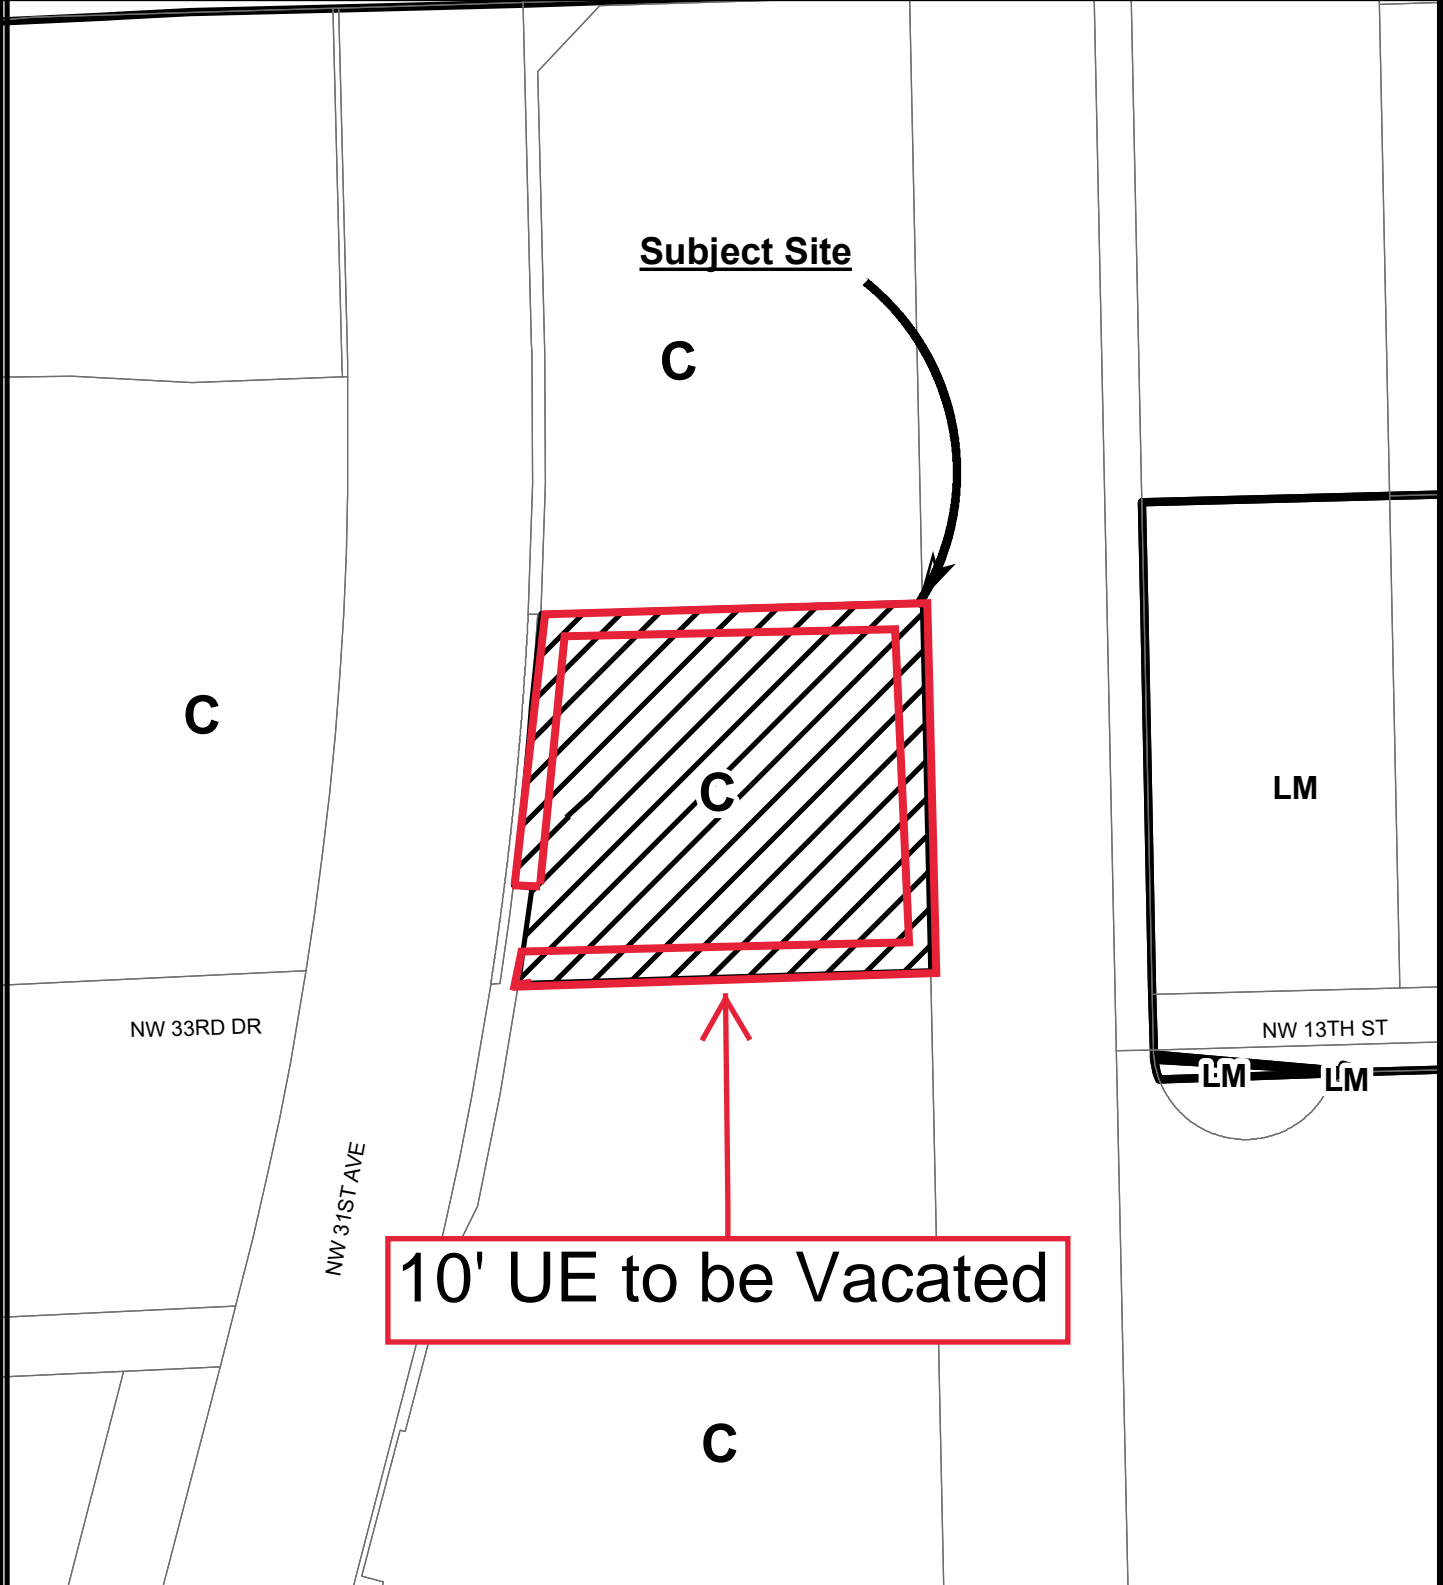 Subject Site
C
C
C
LM
NW 33RD DR
NW 13TH ST
LM
LM
NW 31ST AVE
10' UE to be Vacated
C